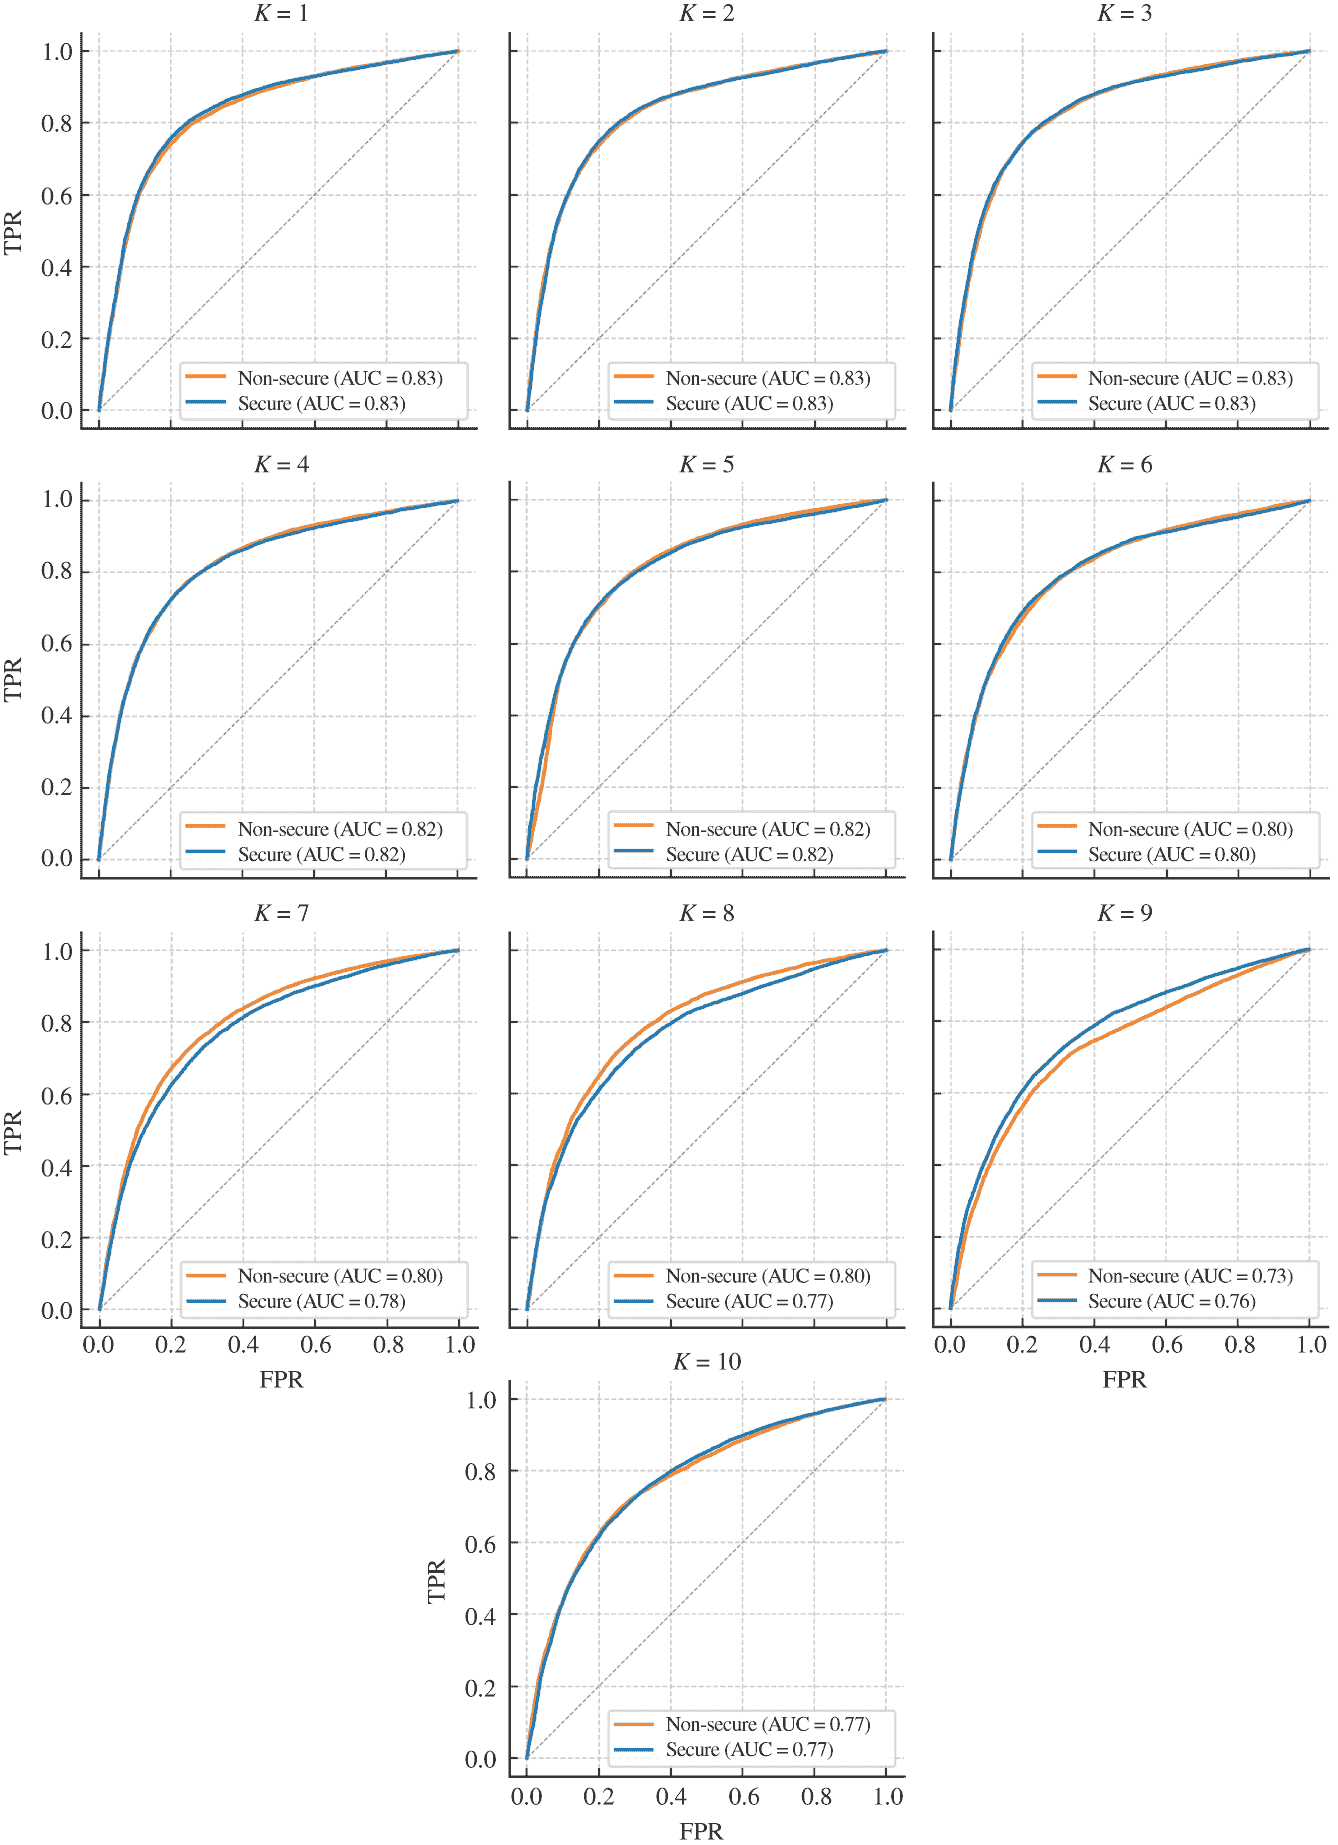 K = 1
K = 2
K = 3
1.0
0.8
0.6
0.4
0.2
0.0
TPR
Non-secure (AUC = 0.83)
Secure (AUC = 0.83)
Non-secure (AUC = 0.83)
Secure (AUC = 0.83)
Non-secure (AUC = 0.83)
Secure (AUC = 0.83)
K = 4
K = 5
K = 6
1.0
0.8
0.6
0.4
0.2
0.0
TPR
Non-secure (AUC = 0.82)
Secure (AUC = 0.82)
Non-secure (AUC = 0.82)
Secure (AUC = 0.82)
Non-secure (AUC = 0.80)
Secure (AUC = 0.80)
K = 7
K = 8
K = 9
1.0
0.8
0.6
0.4
0.2
0.0
TPR
Non-secure (AUC = 0.80)
Secure (AUC = 0.78)
Non-secure (AUC = 0.80)
Secure (AUC = 0.77)
Non-secure (AUC = 0.73)
Secure (AUC = 0.76)
0.0 0.2 0.4 0.6 0.8 1.0
FPR
0.0 0.2 0.4 0.6 0.8 1.0
FPR
K = 10
1.0
0.8
0.6
0.4
0.2
0.0
TPR
Non-secure (AUC = 0.77)
Secure (AUC = 0.77)
0.0 0.2 0.4 0.6 0.8 1.0
FPR